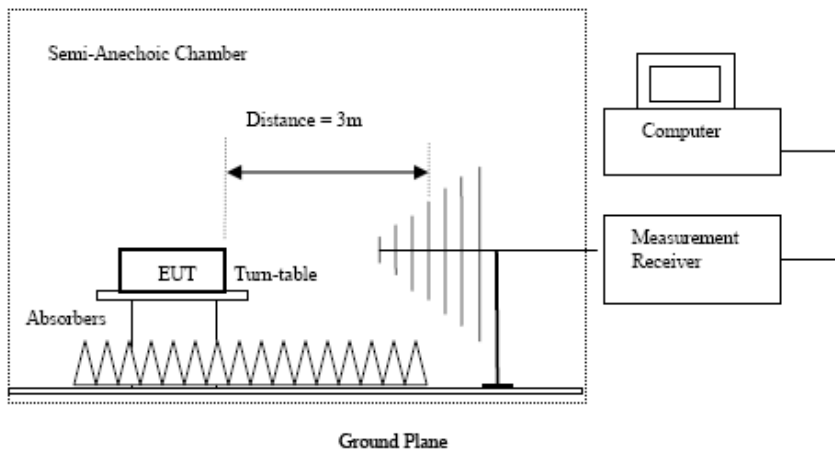 Semi-Anechoic Chamber
Distance = 3m
Computer
Measurement
Receiver
EUT
Turn-table
Absorbers
Ground Plane